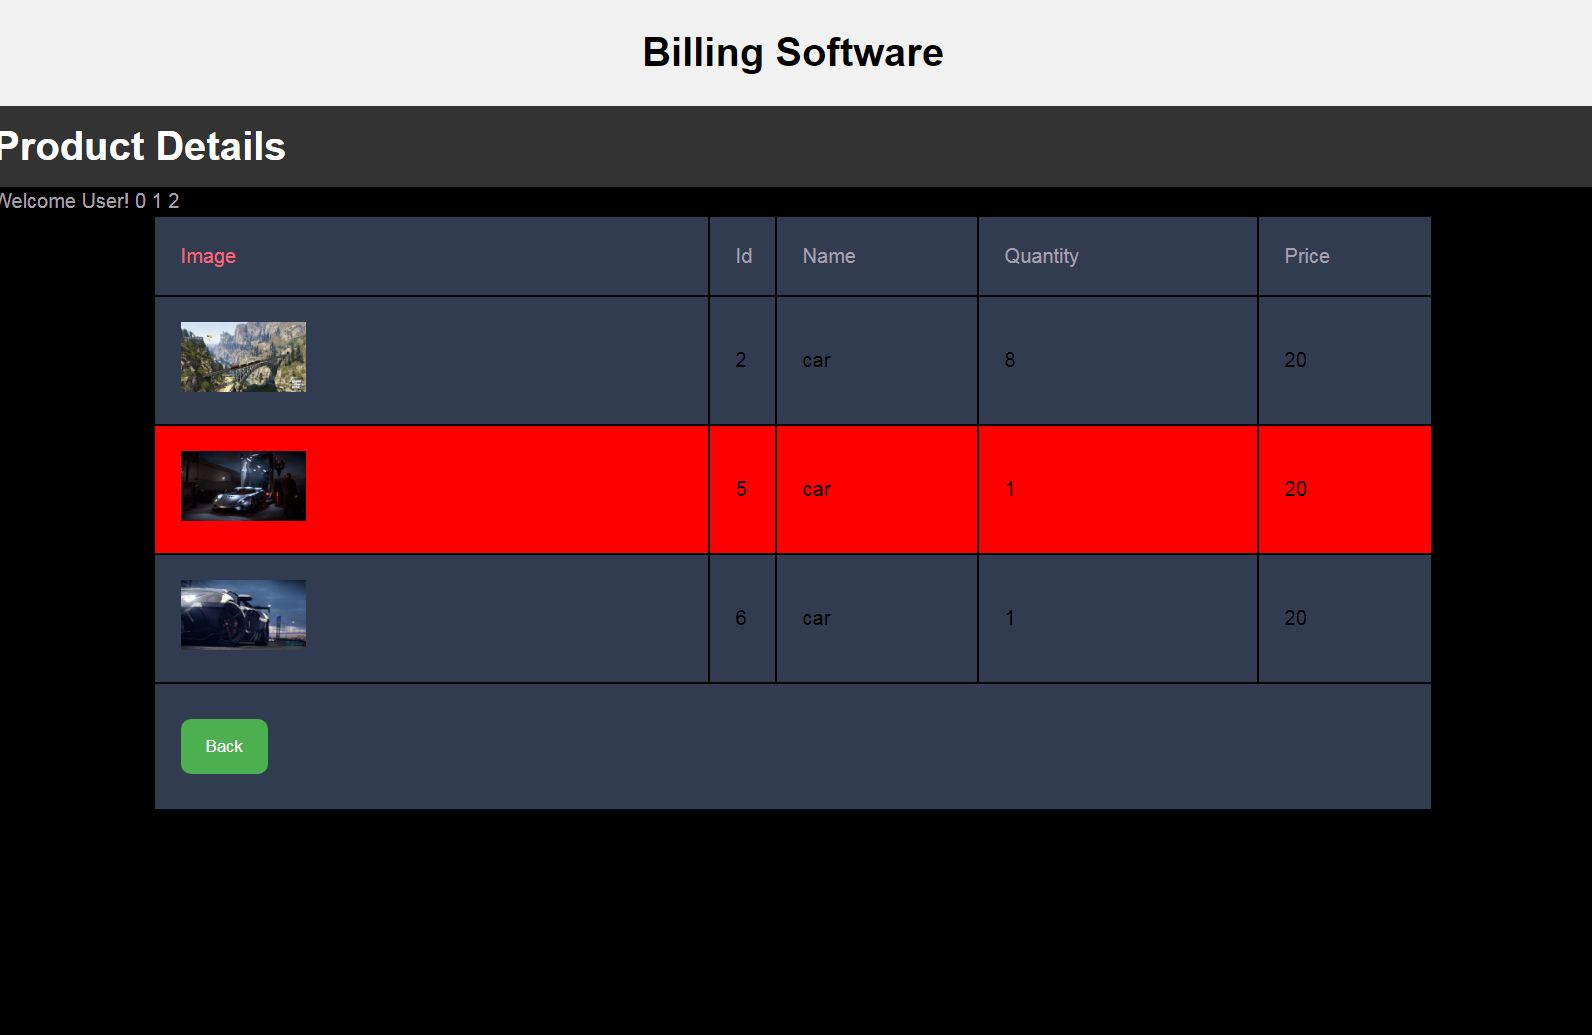 Billing Software
Product Details
Welcome User! 0 1 2
Image Id Name Quantity Price
2 car 8 20
5 car 1 20
6 car 1 20
Back